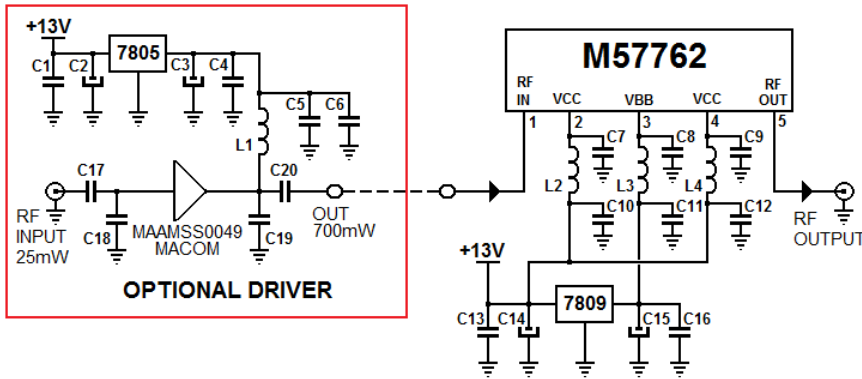 +13V
7805
C1
C2
C3
C4
C5
C6
L1
C17
C20
C18
C19
RF
INPUT
25mW
MAAMSS0049
MACOM
OUT
700mW
OPTIONAL DRIVER
M57762
RF
IN
VCC
VBB
VCC
RF
OUT
1
2
3
4
5
C7
C8
C9
L2
L3
L4
C10
C11
C12
RF
OUTPUT
+13V
7809
C13
C14
C15
C16